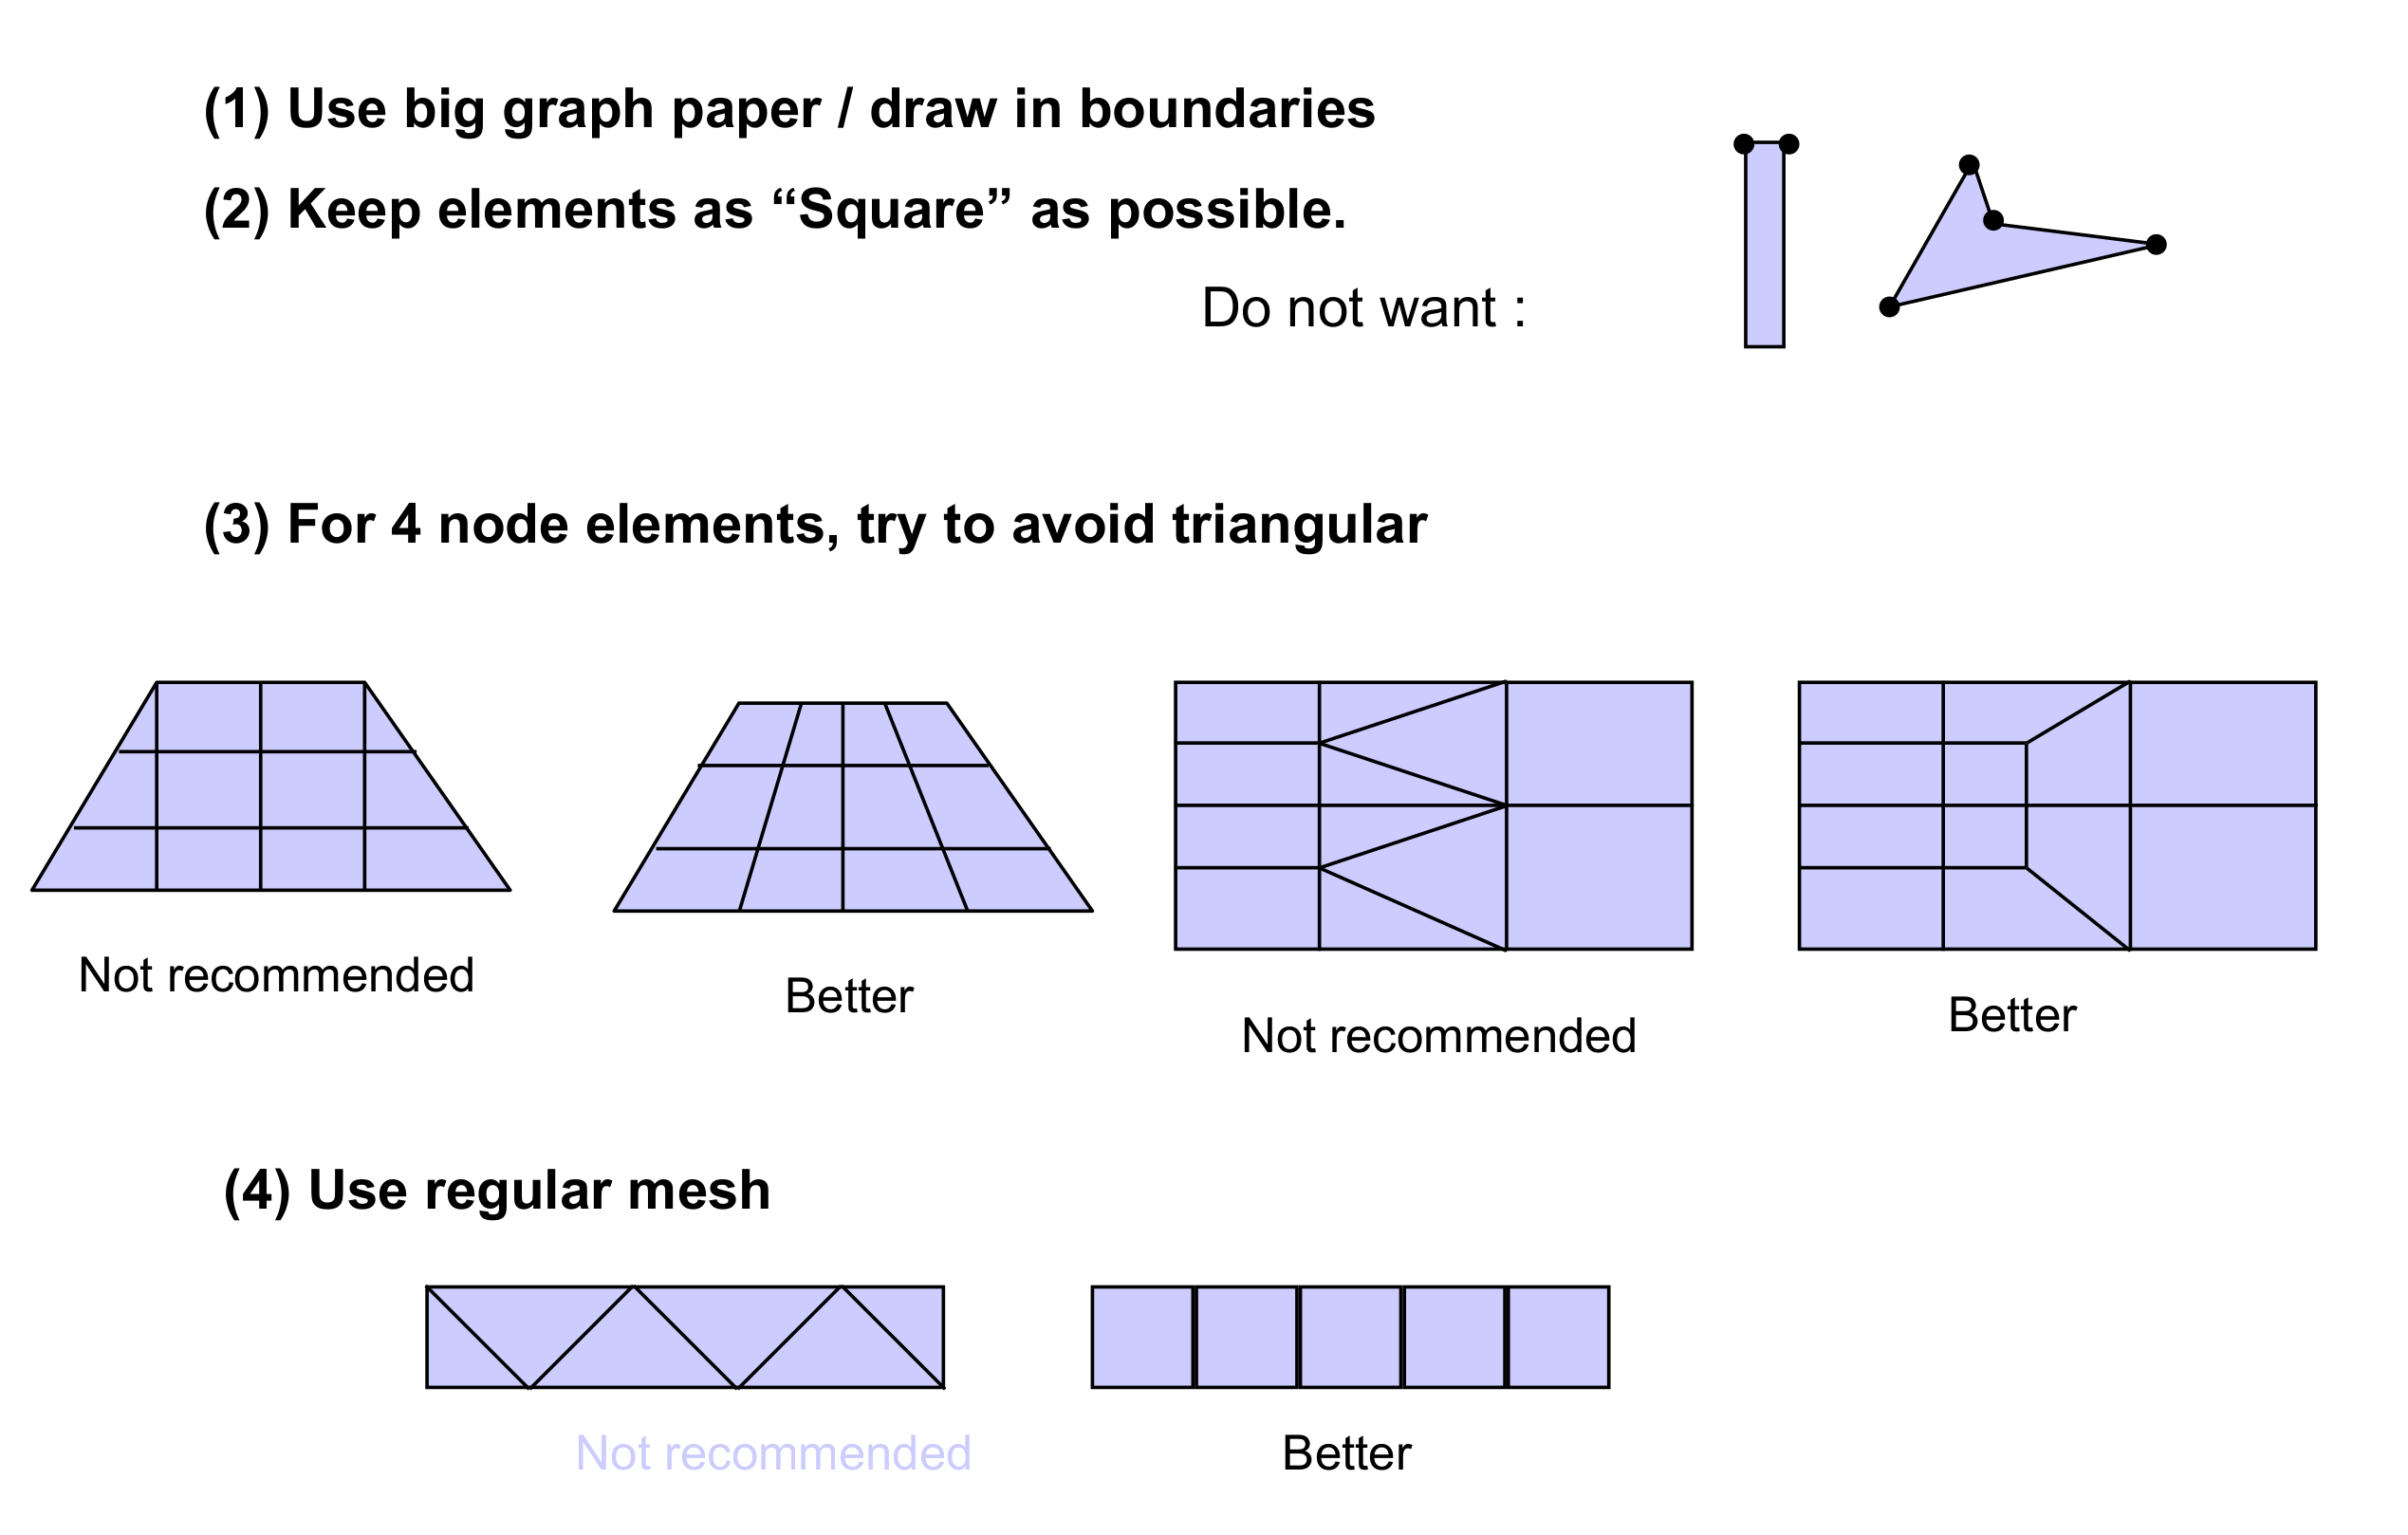 (1) Use big graph paper / draw in boundaries
(2) Keep elements as “Square” as possible.
Do not want :
(3) For 4 node elements, try to avoid triangular
Not recommended
Better
Not recommended
Better
(4) Use regular mesh
Not recommended
Better